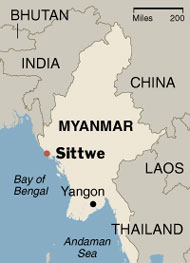 BHUTAN
Miles 200
INDIA
CHINA
MYANMAR
Sittwe
LAOS
Bay of
Bengal
Yangon
THAILAND
Andaman
Sea